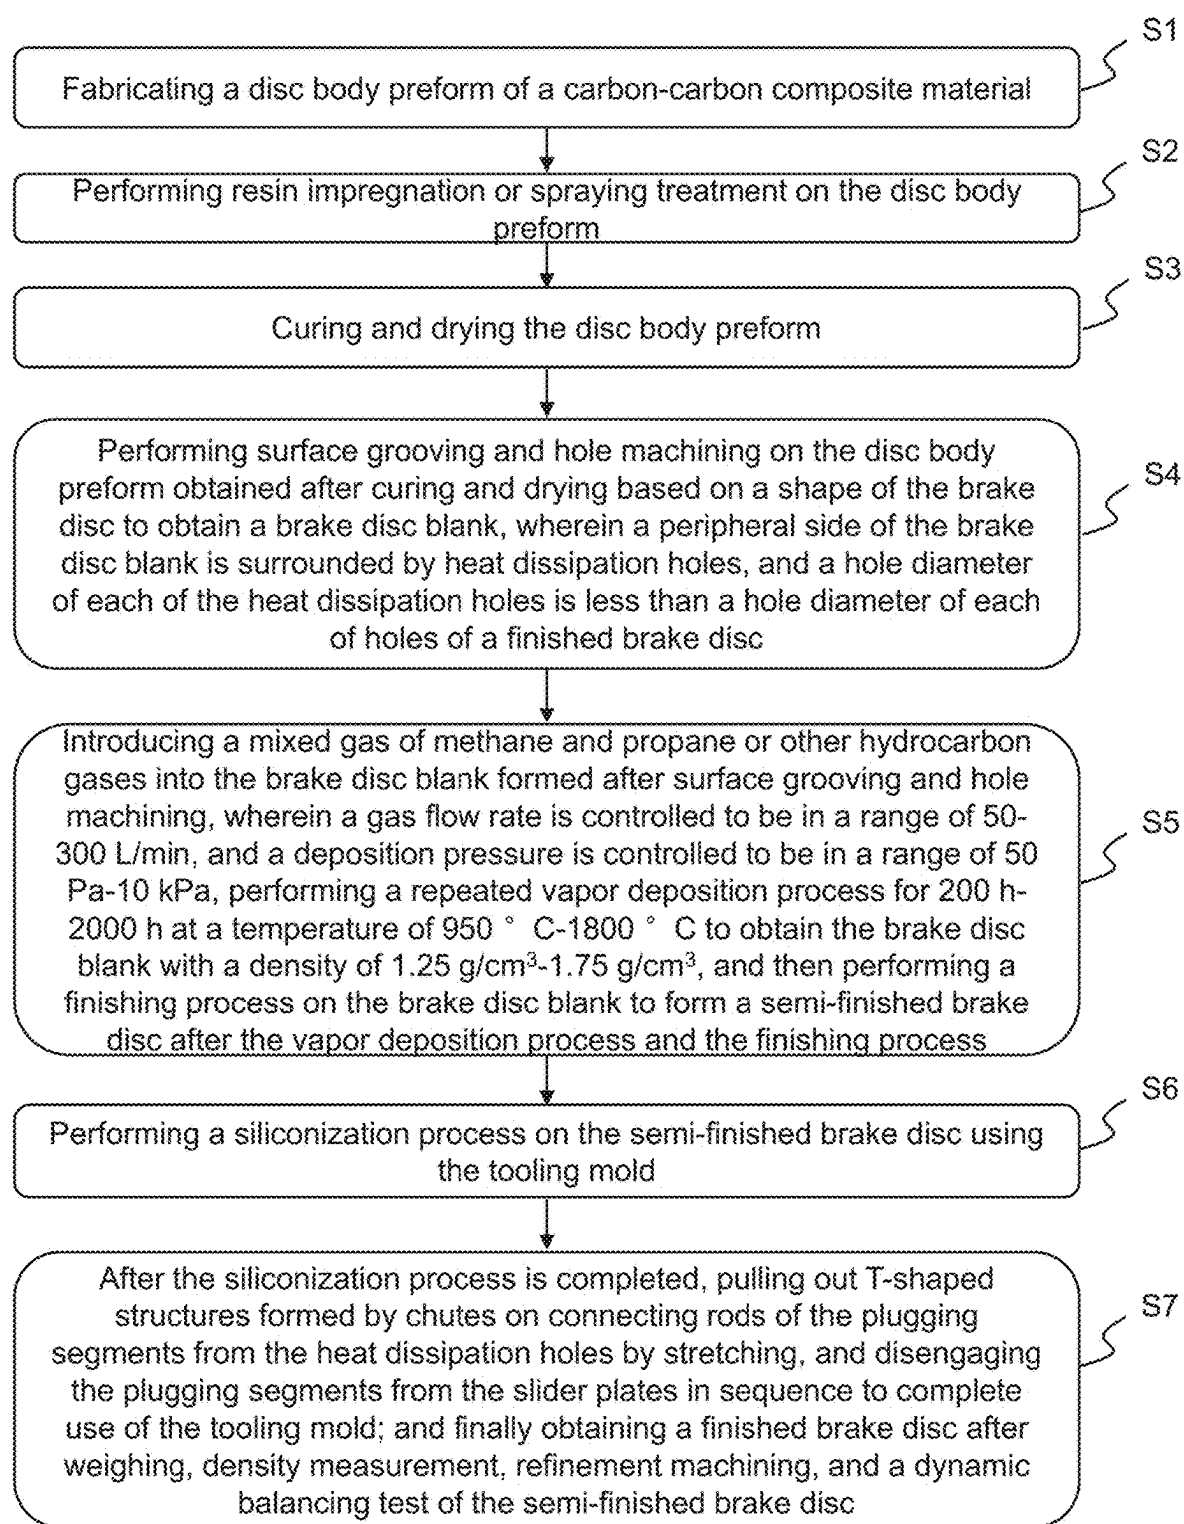 S1
Fabricating a disc body preform of a carbon-carbon composite material
S2
Performing resin impregnation or spraying treatment on the disc body
preform
S3
Curing and drying the disc body preform
S4
Performing surface grooving and hole machining on the disc body
preform obtained after curing and drying based on a shape of the brake
disc to obtain a brake disc blank, wherein a peripheral side of the brake
disc blank is surrounded by heat dissipation holes, and a hole diameter
of each of the heat dissipation holes is less than a hole diameter of each
of holes of a finished brake disc
S5
Introducing a mixed gas of methane and propane or other hydrocarbon
gases into the brake disc blank formed after surface grooving and hole
machining, wherein a gas flow rate is controlled to be in a range of 50-
300 L/min, and a deposition pressure is controlled to be in a range of 50
Pa-10 kPa, performing a repeated vapor deposition process for 200 h-
2000 h at a temperature of 950 ° C-1800 ° C to obtain the brake disc
blank with a density of 1.25 g/cm³-1.75 g/cm³, and then performing a
finishing process on the brake disc blank to form a semi-finished brake
disc after the vapor deposition process and the finishing process
S6
Performing a siliconization process on the semi-finished brake disc using
the tooling mold
S7
After the siliconization process is completed, pulling out T-shaped
structures formed by chutes on connecting rods of the plugging
segments from the heat dissipation holes by stretching, and disengaging
the plugging segments from the slider plates in sequence to complete
use of the tooling mold; and finally obtaining a finished brake disc after
weighing, density measurement, refinement machining, and a dynamic
balancing test of the semi-finished brake disc